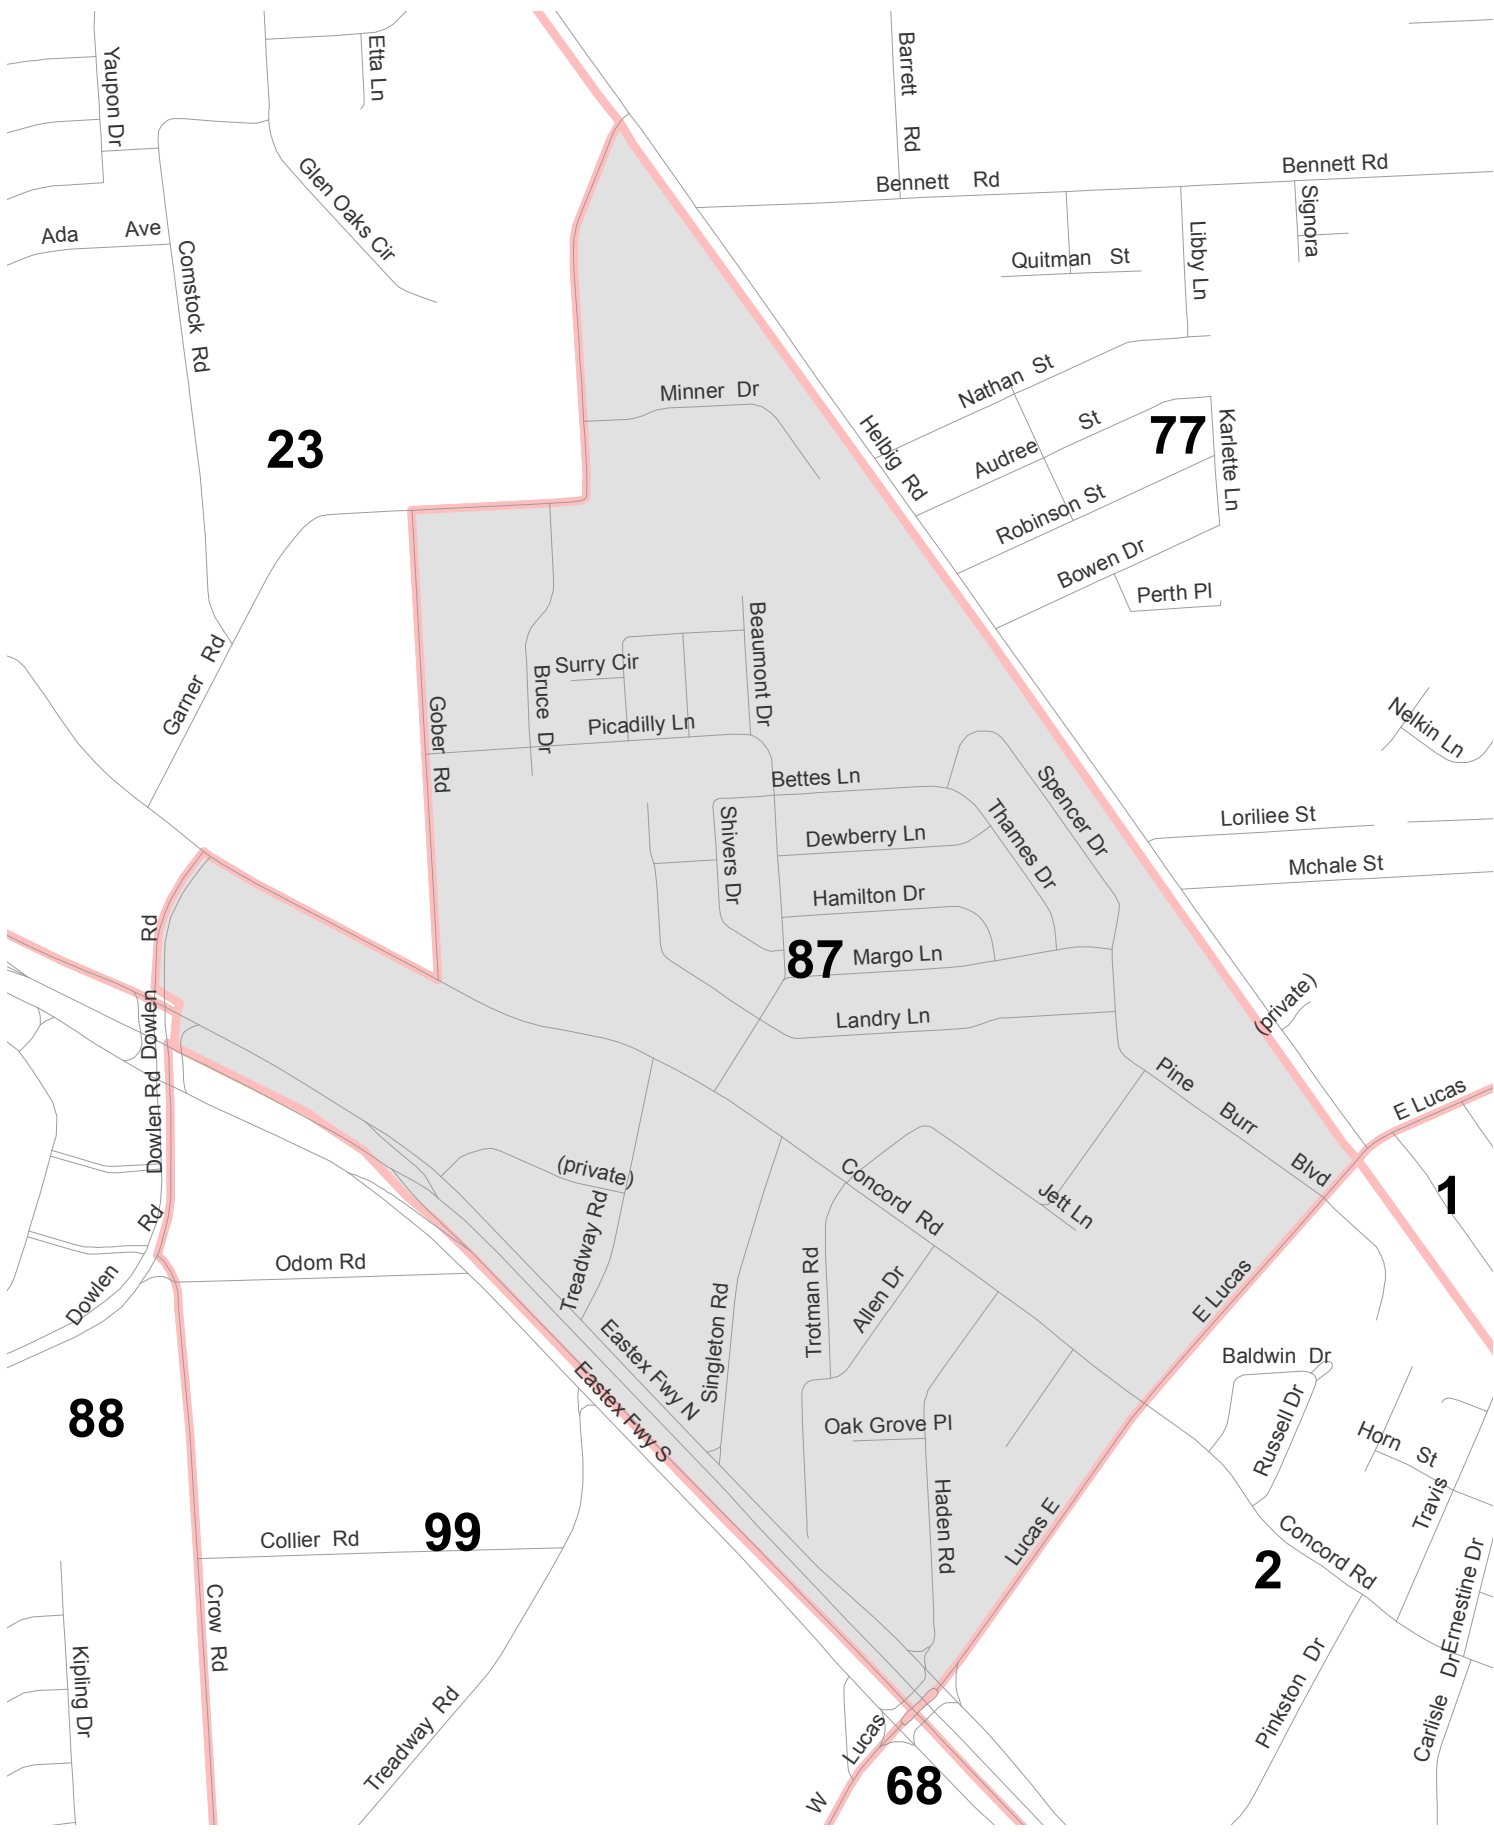 Yaupon Dr
Etta Ln
Barrett Rd
Bennett Rd
Bennett Rd
Signora
Glen Oaks Cir
Ada Ave
Comstock Rd
Quitman St
Libby Ln
Minner Dr
Nathan St
Helbig Rd
Audree St
77
Karlette Ln
23
Robinson St
Bowen Dr
Perth Pl
Garner Rd
Beaumont Dr
Surry Cir
Bruce Dr
Gober Rd
Picadilly Ln
Nelkin Ln
Bettes Ln
Spencer Dr
Shivers Dr
Dewberry Ln
Thames Dr
Loriliee St
Mchale St
Hamilton Dr
Rd
87
Margo Ln
Dowlen
Landry Ln
(private)
Dowlen Rd
Pine Burr Blvd
E Lucas
(private)
Concord Rd
Jett Ln
1
Rd
Treadway Rd
Odom Rd
Dowlen
Trotman Rd
Allen Dr
E Lucas
Singleton Rd
Eastex Fwy N
Eastex Fwy S
Baldwin Dr
Russell Dr
88
Oak Grove Pl
Horn St
Travis
Haden Rd
Lucas E
99
Collier Rd
Concord Rd
2
Ernestine Dr
Crow Rd
Kipling Dr
Pinkston Dr
Carlisle Dr
Treadway Rd
Lucas
W
68